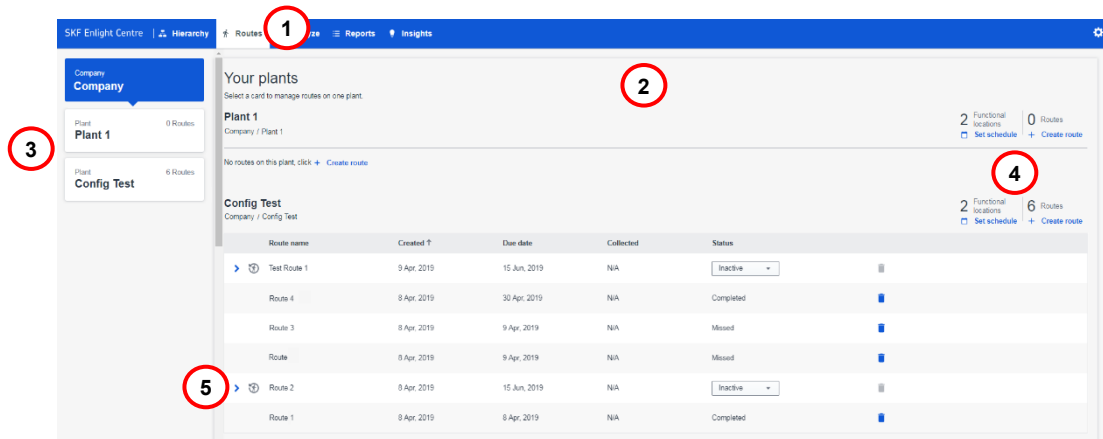 SKF Enlight Centre | Hierarchy Routes 1 ze Reports Insights
Company
Company
Plant 0 Routes
Plant 1
3
Plant 6 Routes
Config Test
Your plants
2
Select a card to manage routes on one plant.
Plant 1
Company / Plant 1
2 Functional locations 0 Routes
Set schedule + Create route
No routes on this plant, click + Create route
4
Config Test
Company / Config Test
2 Functional locations 6 Routes
Set schedule + Create route
Route name Created ↑ Due date Collected Status
Test Route 1 9 Apr, 2019 15 Jun, 2019 N/A Inactive
Route 4 8 Apr, 2019 30 Apr, 2019 N/A Completed
Route 3 8 Apr, 2019 9 Apr, 2019 N/A Missed
Route 8 Apr, 2019 9 Apr, 2019 N/A Missed
5 Route 2 8 Apr, 2019 15 Jun, 2019 N/A Inactive
Route 1 8 Apr, 2019 8 Apr, 2019 N/A Completed